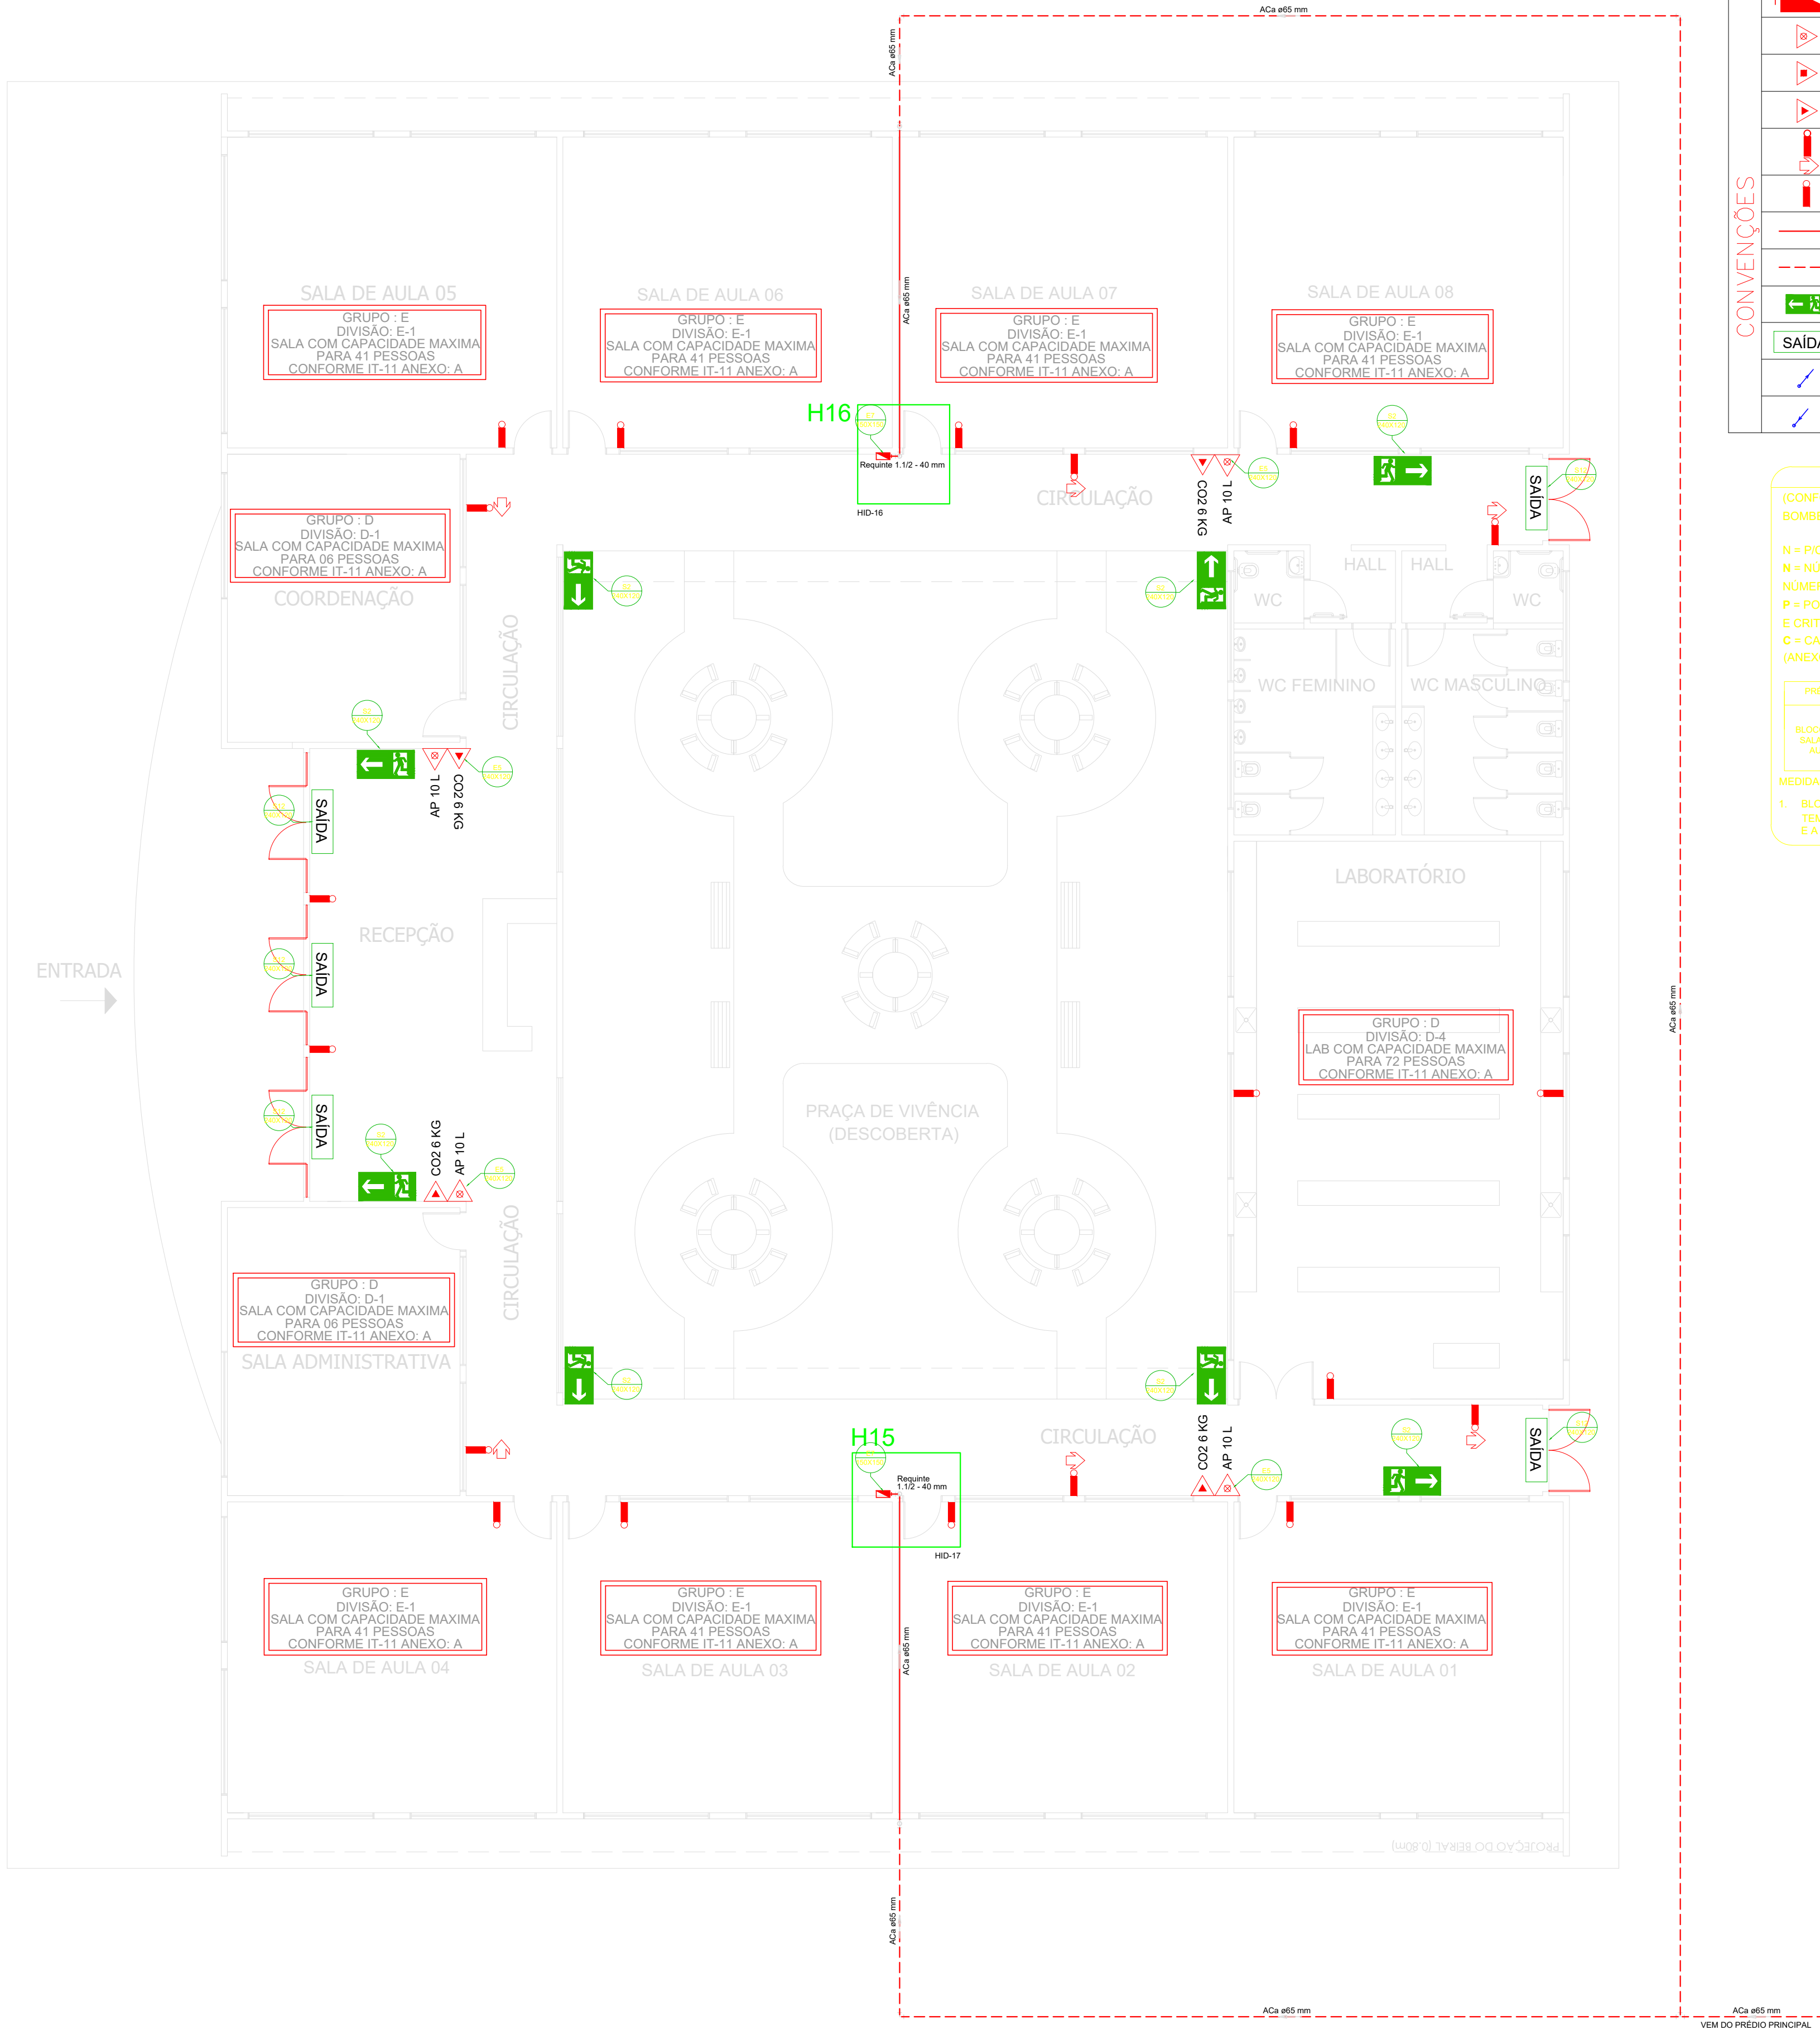 ACa ø65 mm
ACa ø65 mm
CONVENÇÕES
SAÍDA
SALA DE AULA 05
GRUPO : E
DIVISÃO: E-1
SALA COM CAPACIDADE MAXIMA
PARA 41 PESSOAS
CONFORME IT-11 ANEXO: A
SALA DE AULA 06
GRUPO : E
DIVISÃO: E-1
SALA COM CAPACIDADE MAXIMA
PARA 41 PESSOAS
CONFORME IT-11 ANEXO: A
ACa ø65 mm
SALA DE AULA 07
GRUPO : E
DIVISÃO: E-1
SALA COM CAPACIDADE MAXIMA
PARA 41 PESSOAS
CONFORME IT-11 ANEXO: A
SALA DE AULA 08
GRUPO : E
DIVISÃO: E-1
SALA COM CAPACIDADE MAXIMA
PARA 41 PESSOAS
CONFORME IT-11 ANEXO: A
H16
Requinte 1.1/2 - 40 mm
HID-16
CIRCULAÇÃO
CO2 6 KG
AP 10 L
SAÍDA
GRUPO : D
DIVISÃO: D-1
SALA COM CAPACIDADE MAXIMA
PARA 06 PESSOAS
CONFORME IT-11 ANEXO: A
COORDENAÇÃO
CIRCULAÇÃO
HALL
HALL
WC
WC
WC FEMININO
WC MASCULINO
AP 10 L
CO2 6 KG
SAÍDA
RECEPÇÃO
ENTRADA
SAÍDA
SAÍDA
LABORATÓRIO
GRUPO : D
DIVISÃO: D-4
LAB COM CAPACIDADE MAXIMA
PARA 72 PESSOAS
CONFORME IT-11 ANEXO: A
ACa ø65 mm
PRAÇA DE VIVÊNCIA
(DESCOBERTA)
CO2 6 KG
AP 10 L
CIRCULAÇÃO
GRUPO : D
DIVISÃO: D-1
SALA COM CAPACIDADE MAXIMA
PARA 06 PESSOAS
CONFORME IT-11 ANEXO: A
SALA ADMINISTRATIVA
H15
Requinte
1.1/2 - 40 mm
HID-17
CIRCULAÇÃO
CO2 6 KG
AP 10 L
SAÍDA
GRUPO : E
DIVISÃO: E-1
SALA COM CAPACIDADE MAXIMA
PARA 41 PESSOAS
CONFORME IT-11 ANEXO: A
SALA DE AULA 04
GRUPO : E
DIVISÃO: E-1
SALA COM CAPACIDADE MAXIMA
PARA 41 PESSOAS
CONFORME IT-11 ANEXO: A
SALA DE AULA 03
ACa ø65 mm
GRUPO : E
DIVISÃO: E-1
SALA COM CAPACIDADE MAXIMA
PARA 41 PESSOAS
CONFORME IT-11 ANEXO: A
SALA DE AULA 02
GRUPO : E
DIVISÃO: E-1
SALA COM CAPACIDADE MAXIMA
PARA 41 PESSOAS
CONFORME IT-11 ANEXO: A
SALA DE AULA 01
PROJEÇÃO DO BEIRAL (0.80m)
ACa ø65 mm
ACa ø65 mm
ACa ø65 mm
VEM DO PRÉDIO PRINCIPAL